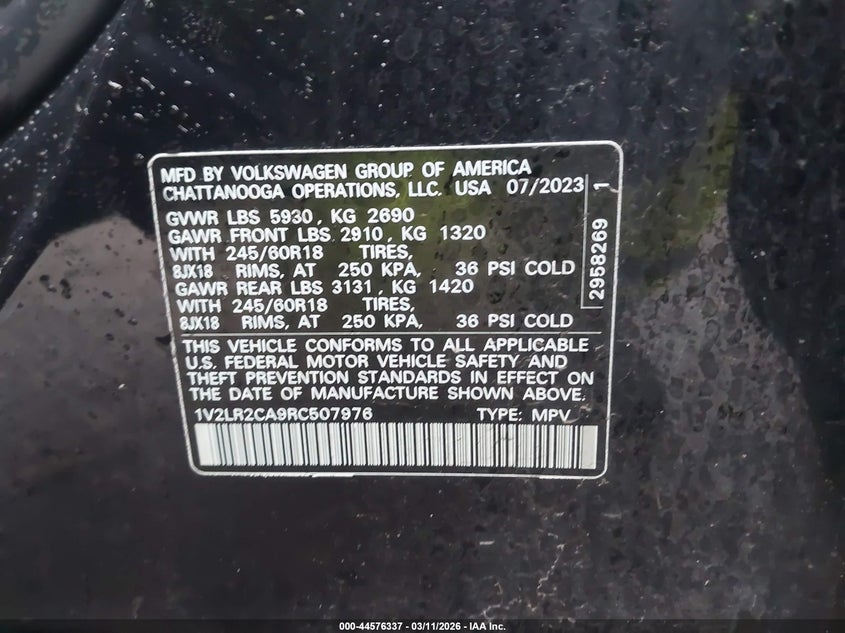 MFD BY VOLKSWAGEN GROUP OF AMERICA
CHATTANOOGA OPERATIONS, LLC. USA 07/2023
GVWR LBS 5930, KG 2690
GAWR FRONT LBS 2910, KG 1320
WITH 245/60R18 TIRES,
8JX18 RIMS, AT 250 KPA, 36 PSI COLD
GAWR REAR LBS 3131, KG 1420
WITH 245/60R18 TIRES,
8JX18 RIMS, AT 250 KPA, 36 PSI COLD
2958269 1
THIS VEHICLE CONFORMS TO ALL APPLICABLE
U.S. FEDERAL MOTOR VEHICLE SAFETY AND
THEFT PREVENTION STANDARDS IN EFFECT ON
THE DATE OF MANUFACTURE SHOWN ABOVE.
1V2LR2CA9RC507976 TYPE: MPV
000-44576337 - 03/11/2026 - IAA Inc.